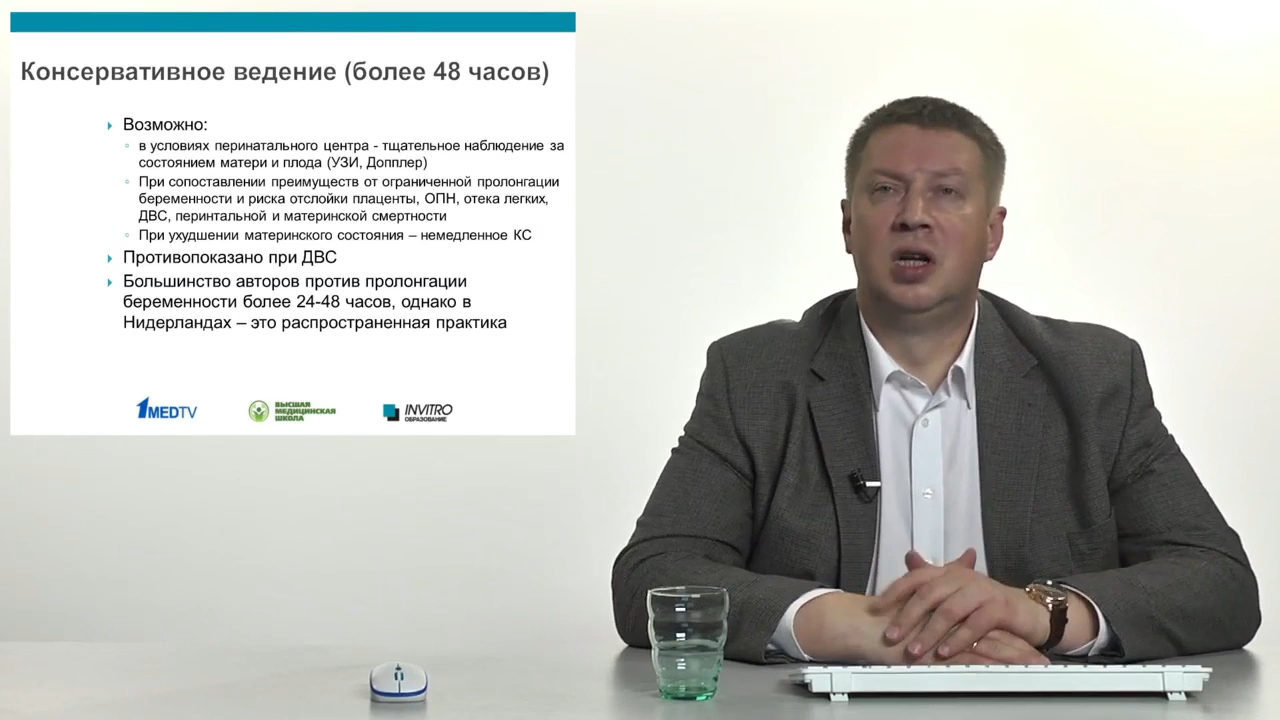 Консервативное ведение (более 48 часов)
Возможно:
в условиях перинатального центра - тщательное наблюдение за
состоянием матери и плода (УЗИ, Допплер)
При сопоставлении преимуществ от ограниченной пролонгации
беременности и риска отслойки плаценты, ОПН, отека легких,
ДВС, перинтальной и материнской смертности
При ухудшении материнского состояния – немедленное КС
Противопоказано при ДВС
Большинство авторов против пролонгации
беременности более 24-48 часов, однако в
Нидерландах – это распространенная практика
1MEDTV
ВЫСШАЯ
МЕДИЦИНСКАЯ
ШКОЛА
INVITRO
ОБРАЗОВАНИЕ